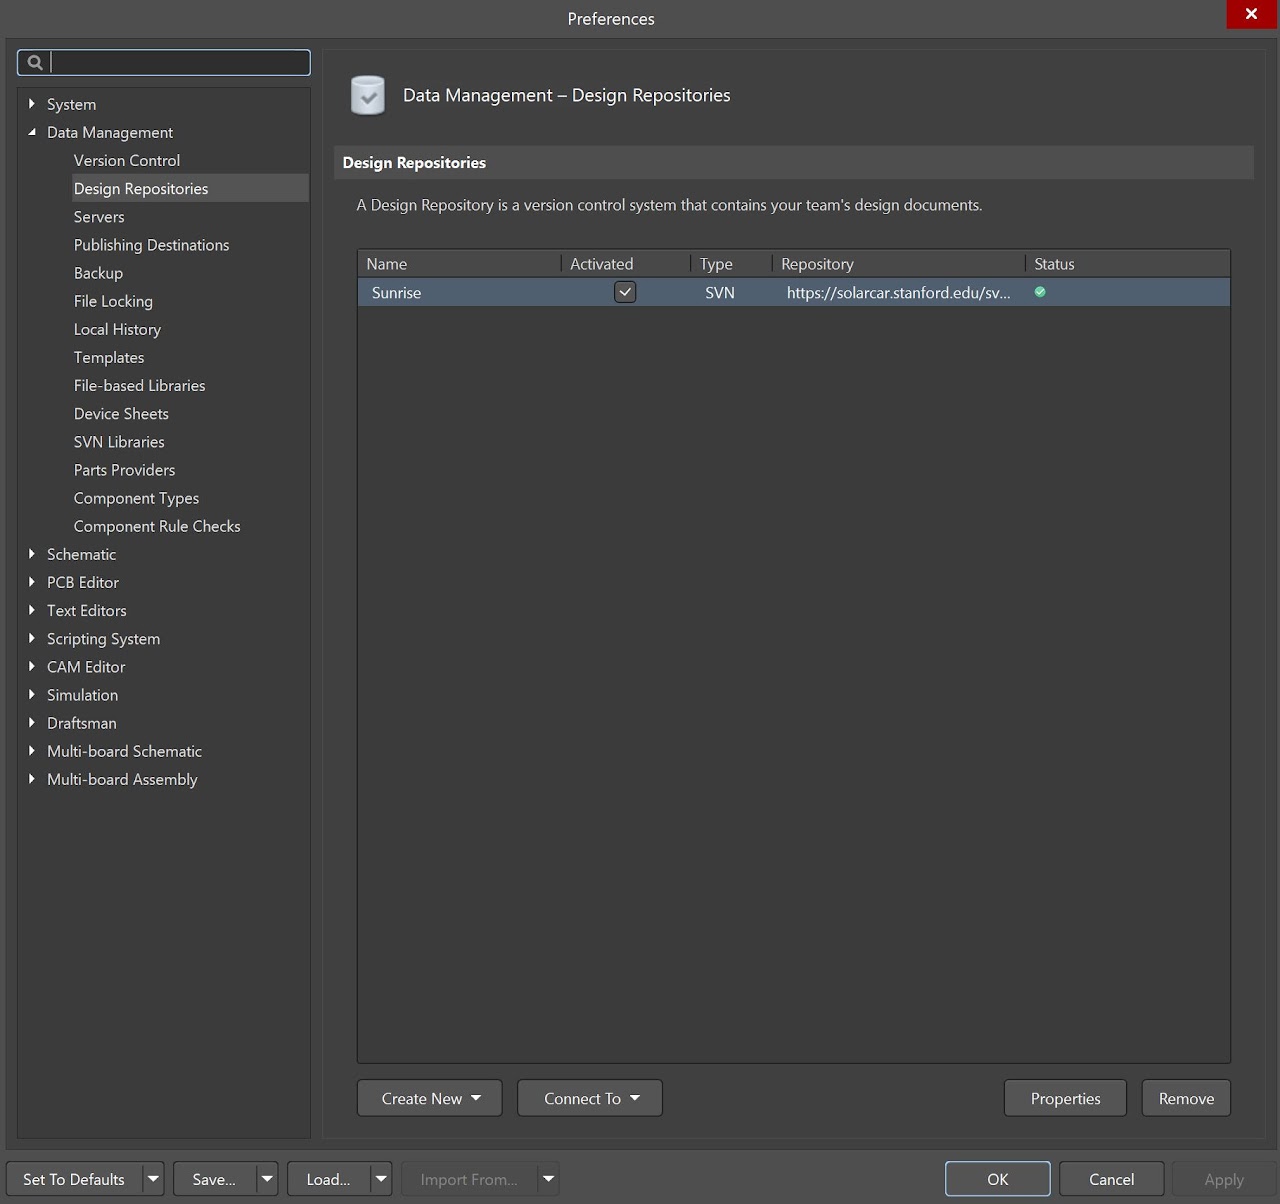 Preferences
System
Data Management
Version Control
Design Repositories
Servers
Publishing Destinations
Backup
File Locking
Local History
Templates
File-based Libraries
Device Sheets
SVN Libraries
Parts Providers
Component Types
Component Rule Checks
Schematic
PCB Editor
Text Editors
Scripting System
CAM Editor
Simulation
Draftsman
Multi-board Schematic
Multi-board Assembly
Data Management – Design Repositories
Design Repositories
A Design Repository is a version control system that contains your team's design documents.
Name Activated Type Repository Status
Sunrise SVN https://solarcar.stanford.edu/sv...
Create New Connect To Properties Remove
Set To Defaults Save... Load... Import From... OK Cancel Apply